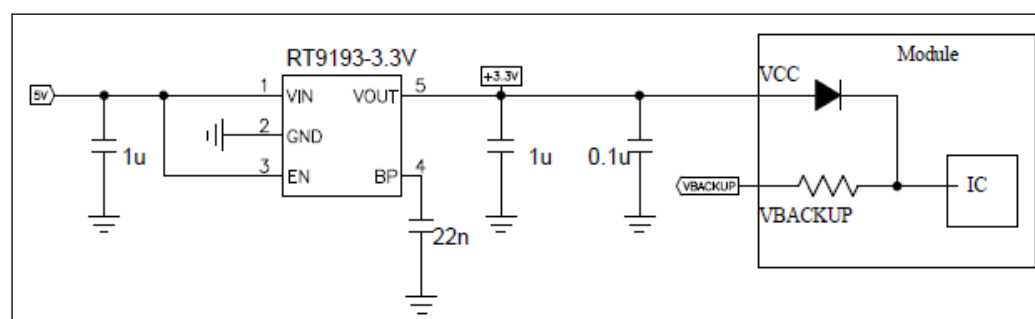 RT9193-3.3V
Module
5V
1
VIN
VOUT
5
+3.3V
VCC
2
GND
1u
3
EN
BP
4
1u
0.1u
VBACKUP
VBACKUP
IC
22n